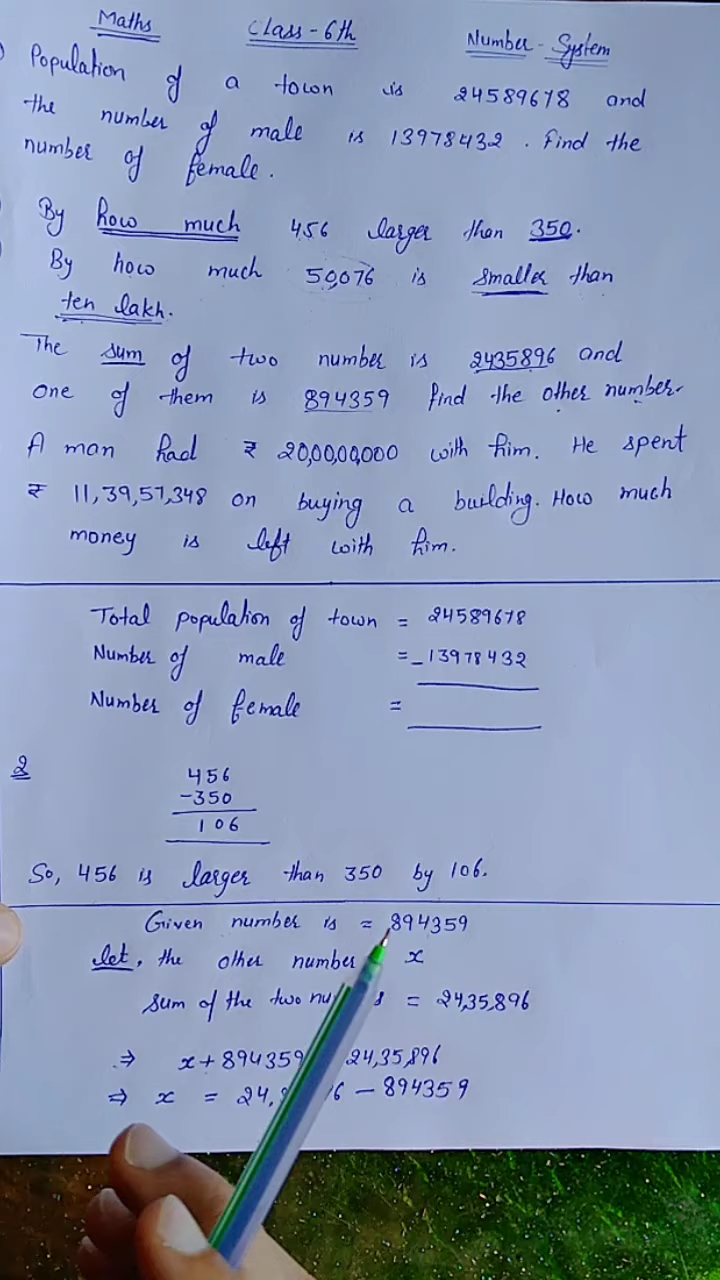 Maths Class-6th Number-System
Population of a town is 24589678 and
the number of male is 13978432. Find the
number of female.
By how much 456 larger than 350.
By how much 50,076 is smaller than
ten lakh.
The sum of two number is 2435896 and
one of them is 894359 find the other number.
A man had ₹ 20,00,00,000 with him. He spent
₹ 11,39,57,348 on buying a building. How much
money is left with him.
Total population of town = 24589678
Number of male = -13978432
Number of female =
2
456
-350
106
So, 456 is larger than 350 by 106.
Given number is = 894359
let, the other number x
Sum of the two = 24,35,896
⇒ x + 894359 24,35,896
⇒ x = 24, 6 - 894359